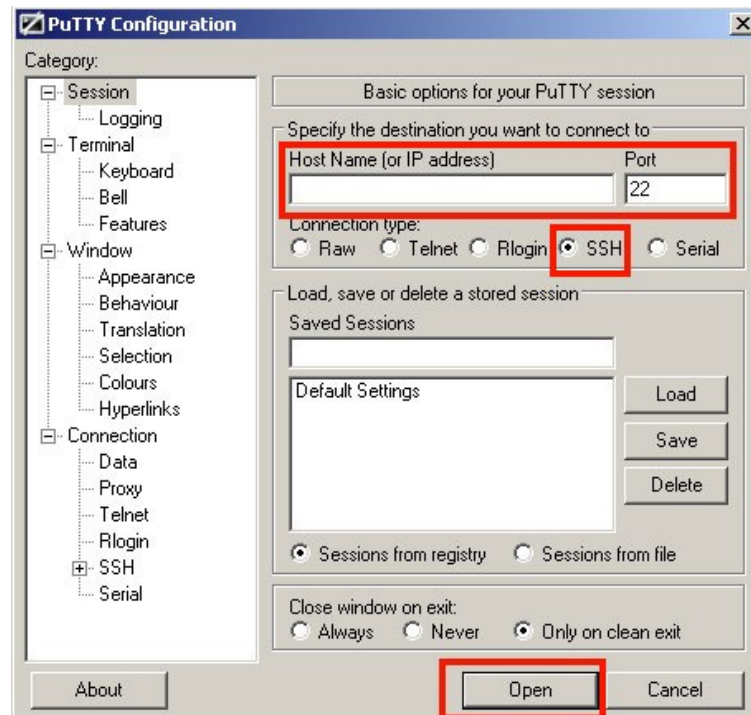 PuTTY Configuration
Category:
Session
Logging
Terminal
Keyboard
Bell
Features
Window
Appearance
Behaviour
Translation
Selection
Colours
Hyperlinks
Connection
Data
Proxy
Telnet
Rlogin
SSH
Serial
Basic options for your PuTTY session
Specify the destination you want to connect to
Host Name (or IP address) Port
22
Connection type:
Raw Telnet Rlogin SSH Serial
Load, save or delete a stored session
Saved Sessions
Default Settings
Load
Save
Delete
Sessions from registry Sessions from file
Close window on exit:
Always Never Only on clean exit
About Open Cancel